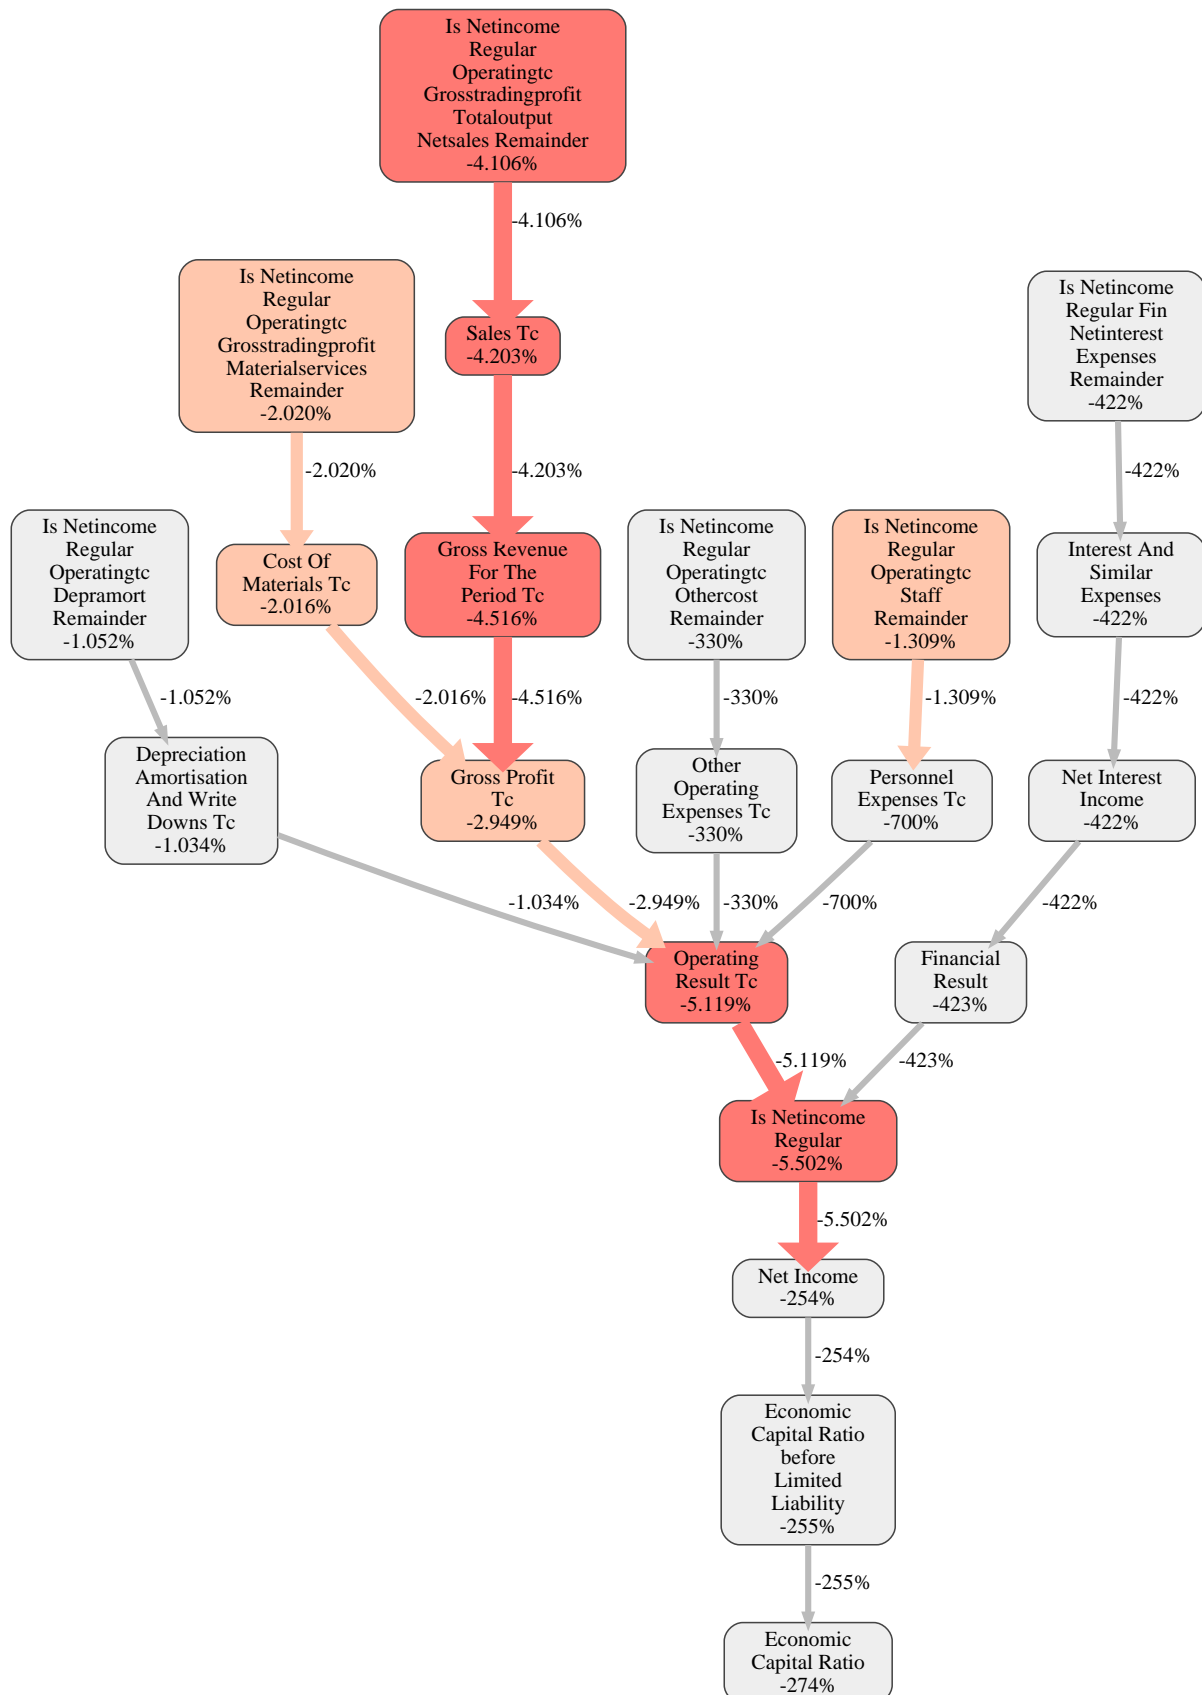 Is Netincome
Regular
Operatingtc
Grosstradingprofit
Totaloutput
Netsales Remainder
-4.106%
-4.106%
Is Netincome
Regular
Operatingtc
Grosstradingprofit
Materialservices
Remainder
-2.020%
Is Netincome
Regular Fin
Netinterest
Expenses
Remainder
-422%
Sales Tc
-4.203%
-2.020%
-4.203%
-422%
Is Netincome
Regular
Operatingtc
Depramort
Remainder
-1.052%
Cost Of
Materials Tc
-2.016%
Gross Revenue
For The
Period Tc
-4.516%
Is Netincome
Regular
Operatingtc
Othercost
Remainder
-330%
Is Netincome
Regular
Operatingtc
Staff
Remainder
-1.309%
Interest And
Similar
Expenses
-422%
-1.052%
-2.016%
-4.516%
-330%
-1.309%
-422%
Depreciation
Amortisation
And Write
Downs Tc
-1.034%
Gross Profit
Tc
-2.949%
Other
Operating
Expenses Tc
-330%
Personnel
Expenses Tc
-700%
Net Interest
Income
-422%
-1.034%
-2.949%
-330%
-700%
-422%
Operating
Result Tc
-5.119%
Financial
Result
-423%
-5.119%
-423%
Is Netincome
Regular
-5.502%
-5.502%
Net Income
-254%
-254%
Economic
Capital Ratio
before
Limited
Liability
-255%
-255%
Economic
Capital Ratio
-274%